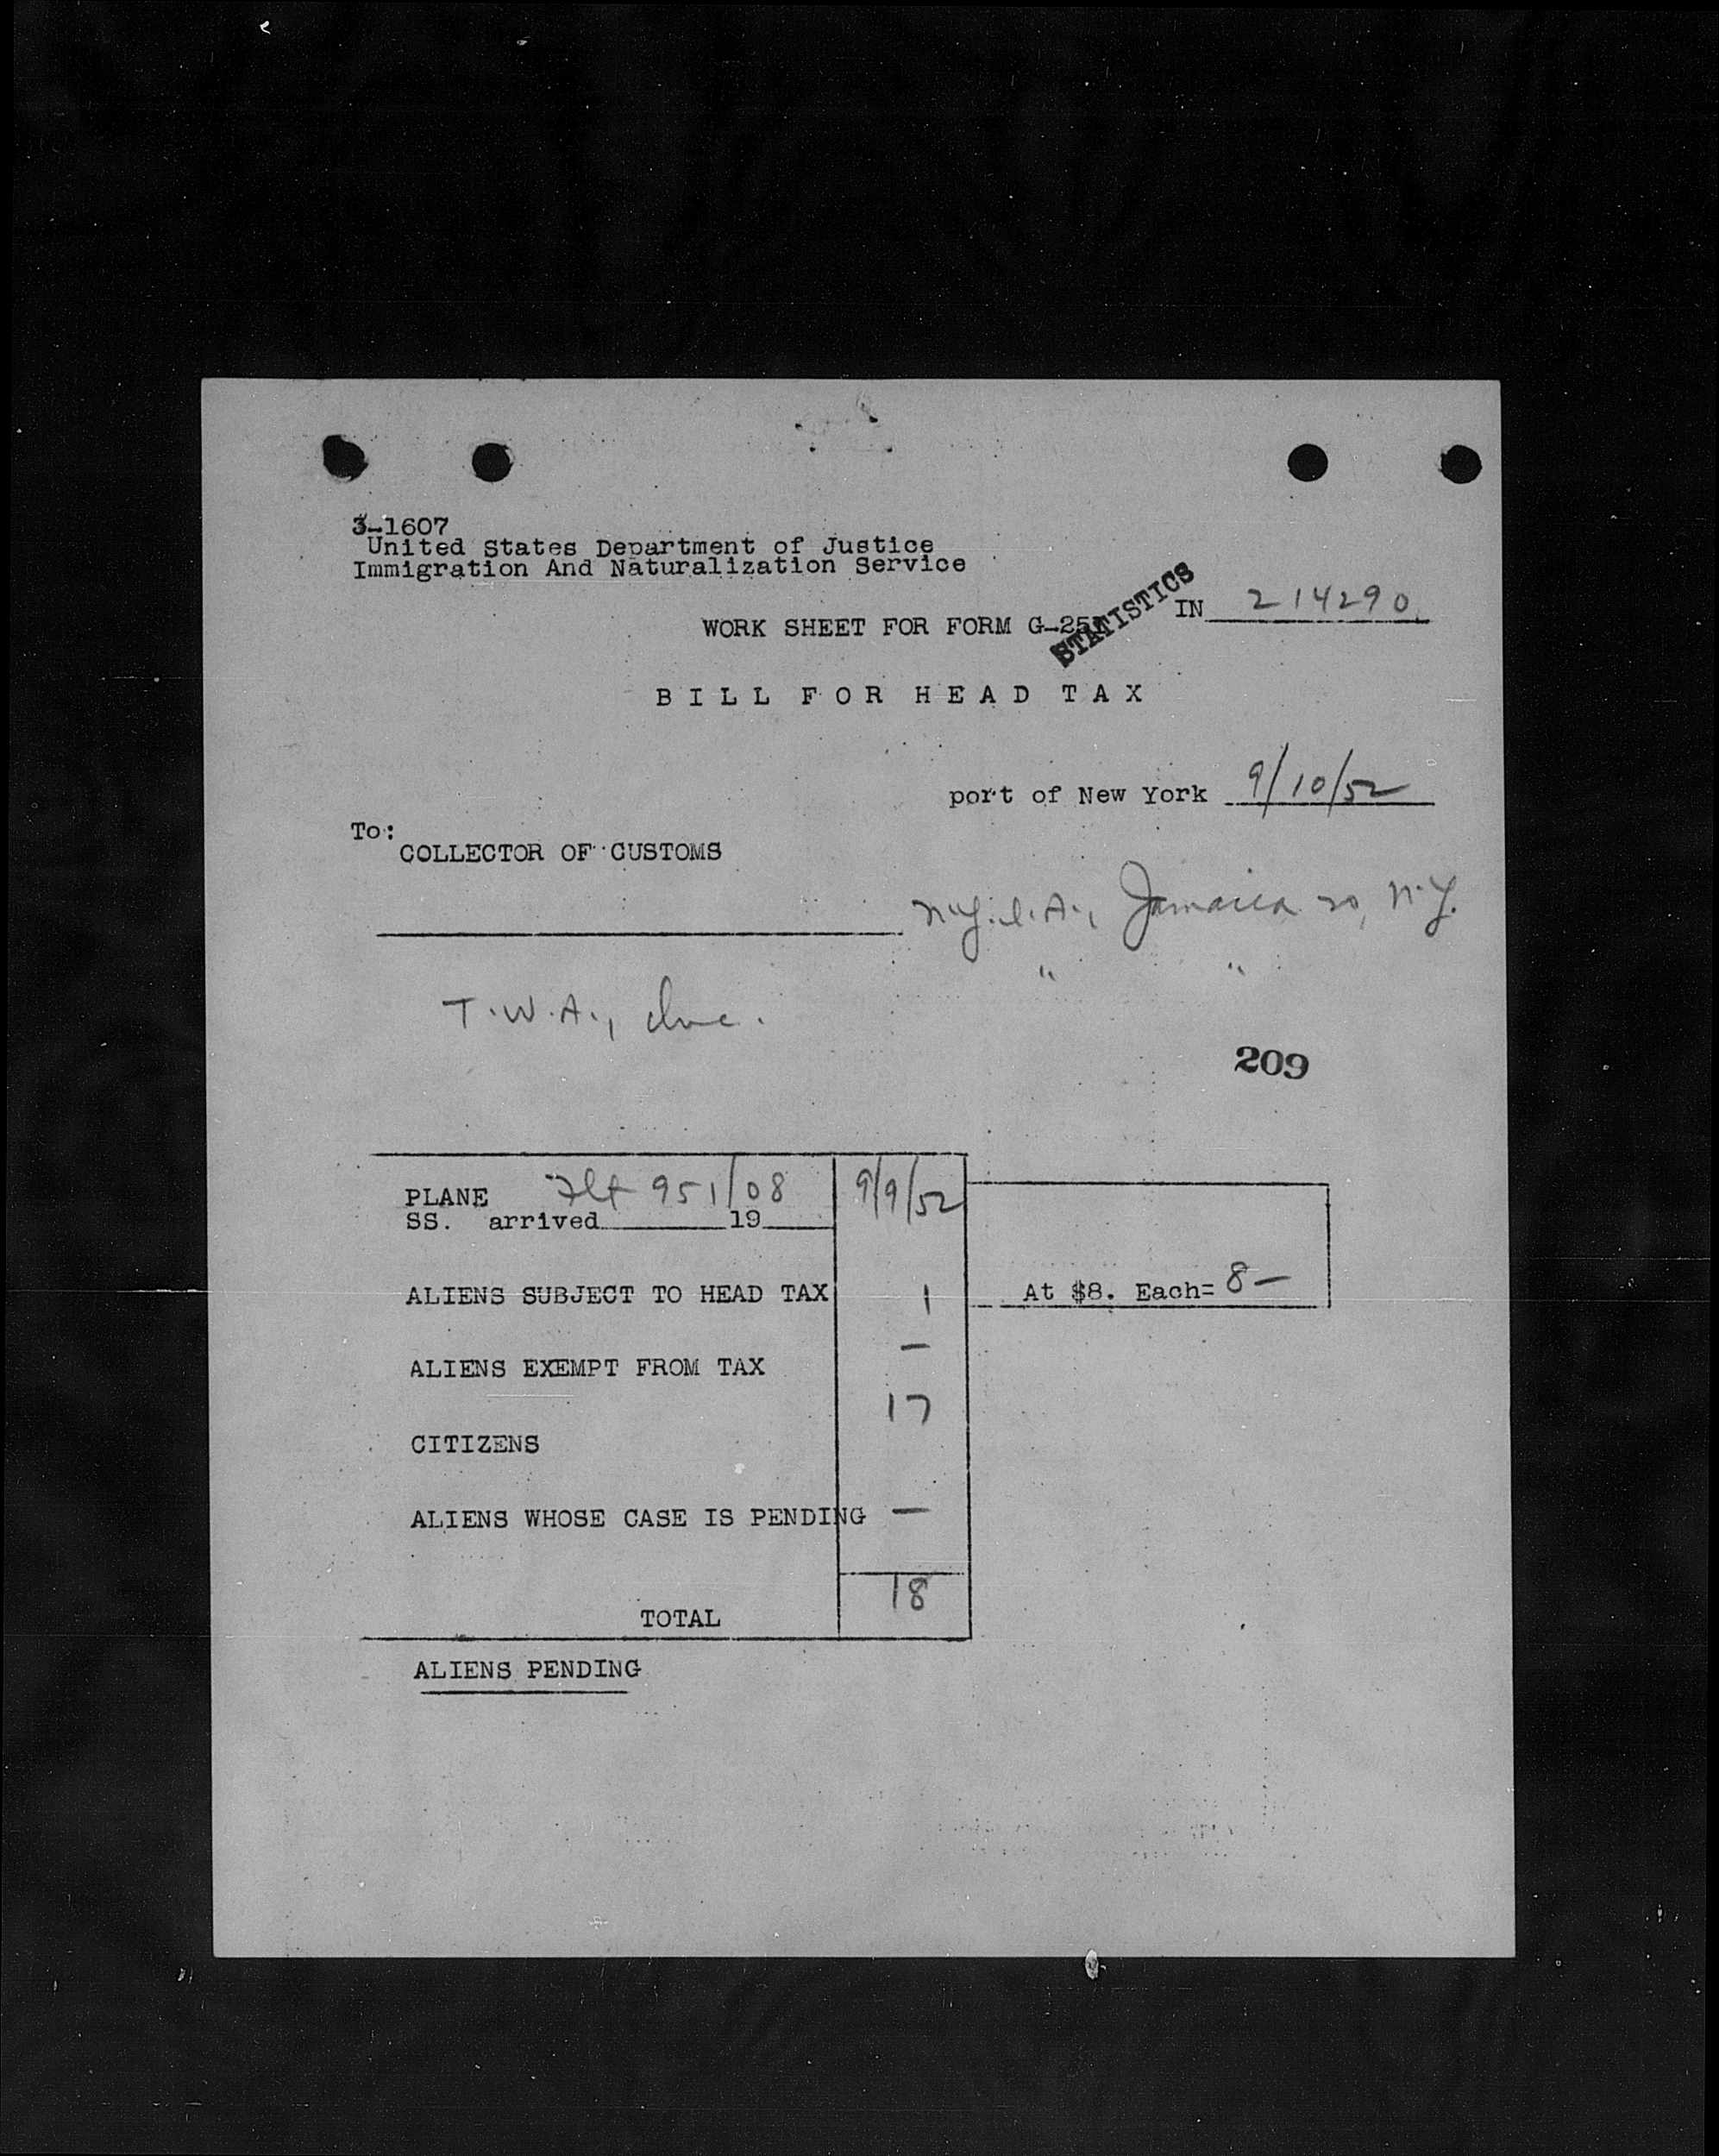 3-1607
United States Department of Justice
Immigration And Naturalization Service
STATISTICS
WORK SHEET FOR FORM IN 214290
BILL FOR HEAD TAX
port of New York 9/10/52
To:
COLLECTOR OF CUSTOMS
N.Y.I.A., Jamaica 20, N.Y.
" "
T.W.A., Inc.
209
PLANE Flt 951/08 9/9/52
SS. arrived 19
ALIENS SUBJECT TO HEAD TAX 1 At $8. Each= 8—
ALIENS EXEMPT FROM TAX —
CITIZENS 17
ALIENS WHOSE CASE IS PENDING —
TOTAL 18
ALIENS PENDING